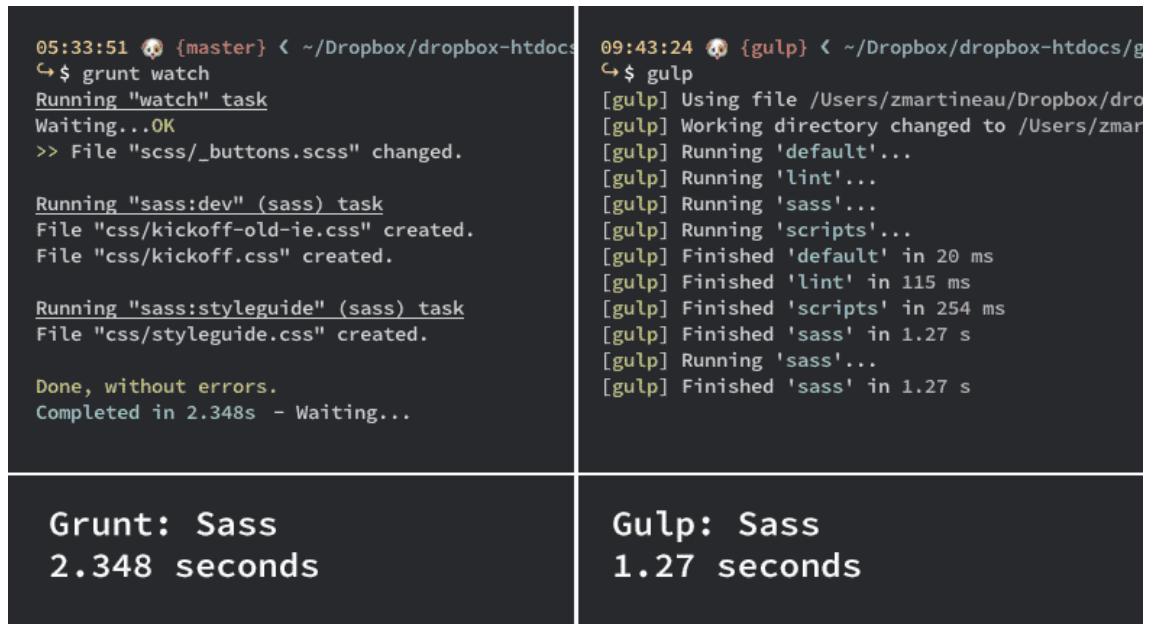 05:33:51 🐶 {master} ❮ ~/Dropbox/dropbox-htdocs
↪$ grunt watch
Running "watch" task
Waiting...OK
>> File "scss/_buttons.scss" changed.
Running "sass:dev" (sass) task
File "css/kickoff-old-ie.css" created.
File "css/kickoff.css" created.
Running "sass:styleguide" (sass) task
File "css/styleguide.css" created.
Done, without errors.
Completed in 2.348s - Waiting...
09:43:24 🐶 {gulp} ❮ ~/Dropbox/dropbox-htdocs/g
↪$ gulp
[gulp] Using file /Users/zmartineau/Dropbox/dro
[gulp] Working directory changed to /Users/zmar
[gulp] Running 'default'...
[gulp] Running 'lint'...
[gulp] Running 'sass'...
[gulp] Running 'scripts'...
[gulp] Finished 'default' in 20 ms
[gulp] Finished 'lint' in 115 ms
[gulp] Finished 'scripts' in 254 ms
[gulp] Finished 'sass' in 1.27 s
[gulp] Running 'sass'...
[gulp] Finished 'sass' in 1.27 s
Grunt: Sass
2.348 seconds
Gulp: Sass
1.27 seconds